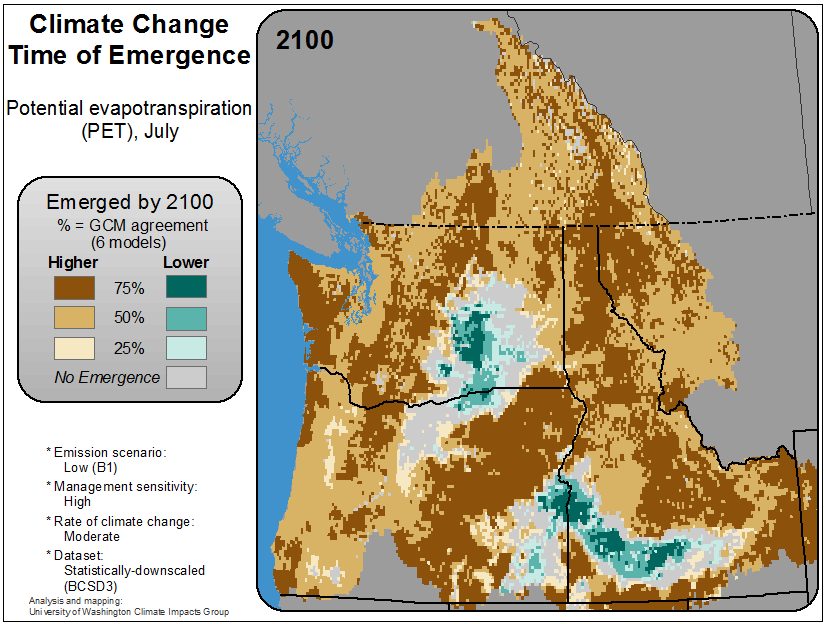 Climate Change
Time of Emergence
Potential evapotranspiration
(PET), July
Emerged by 2100
% = GCM agreement
(6 models)
Higher Lower
75%
50%
25%
No Emergence
* Emission scenario:
Low (B1)
* Management sensitivity:
High
* Rate of climate change:
Moderate
* Dataset:
Statistically-downscaled
(BCSD3)
Analysis and mapping:
University of Washington Climate Impacts Group
2100